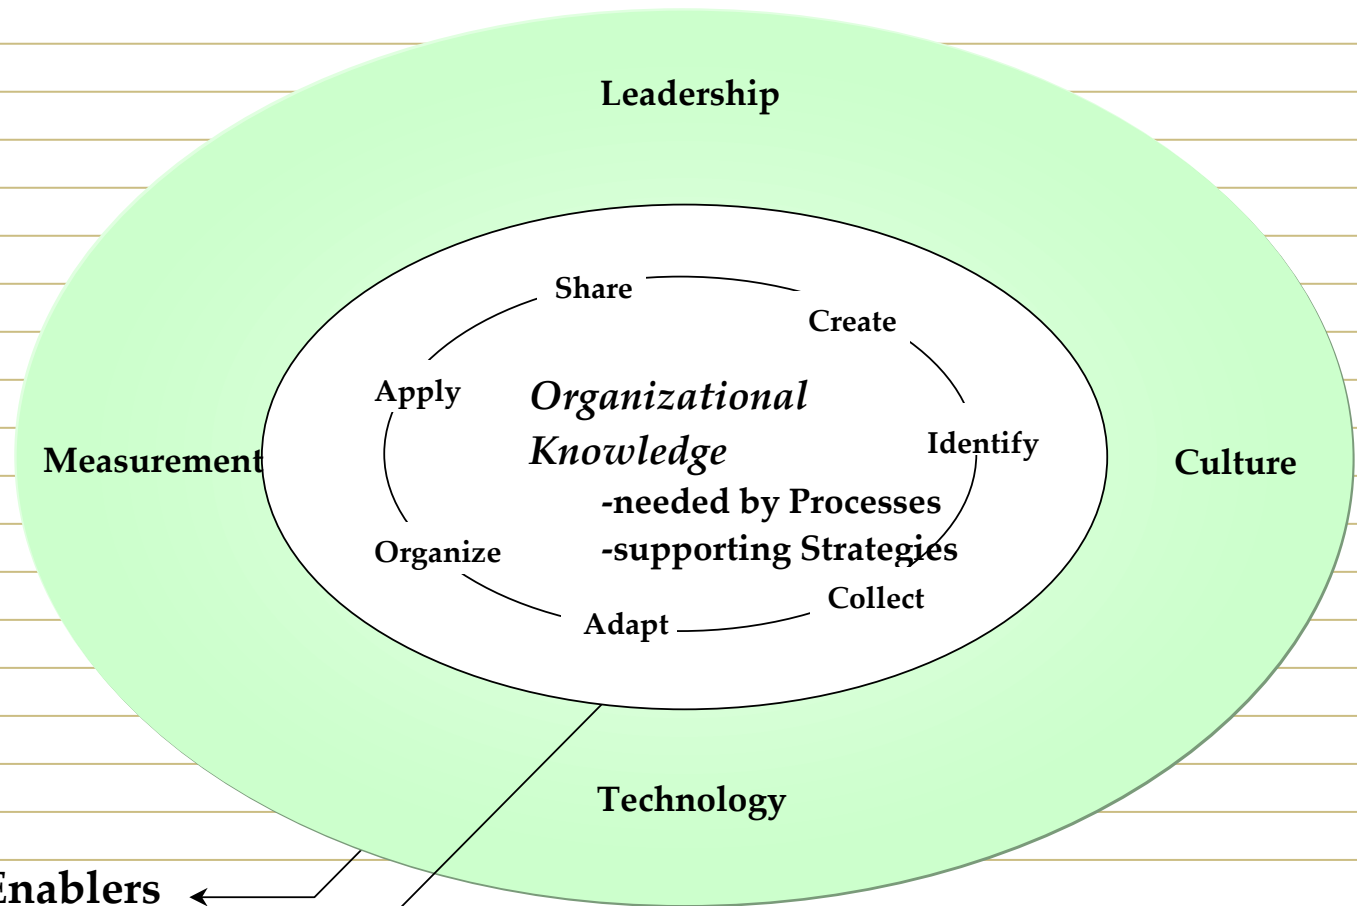 Leadership
Share
Create
Apply
Organizational
Knowledge
Identify
Measurement
Culture
-needed by Processes
-supporting Strategies
Organize
Collect
Adapt
Technology
Enablers